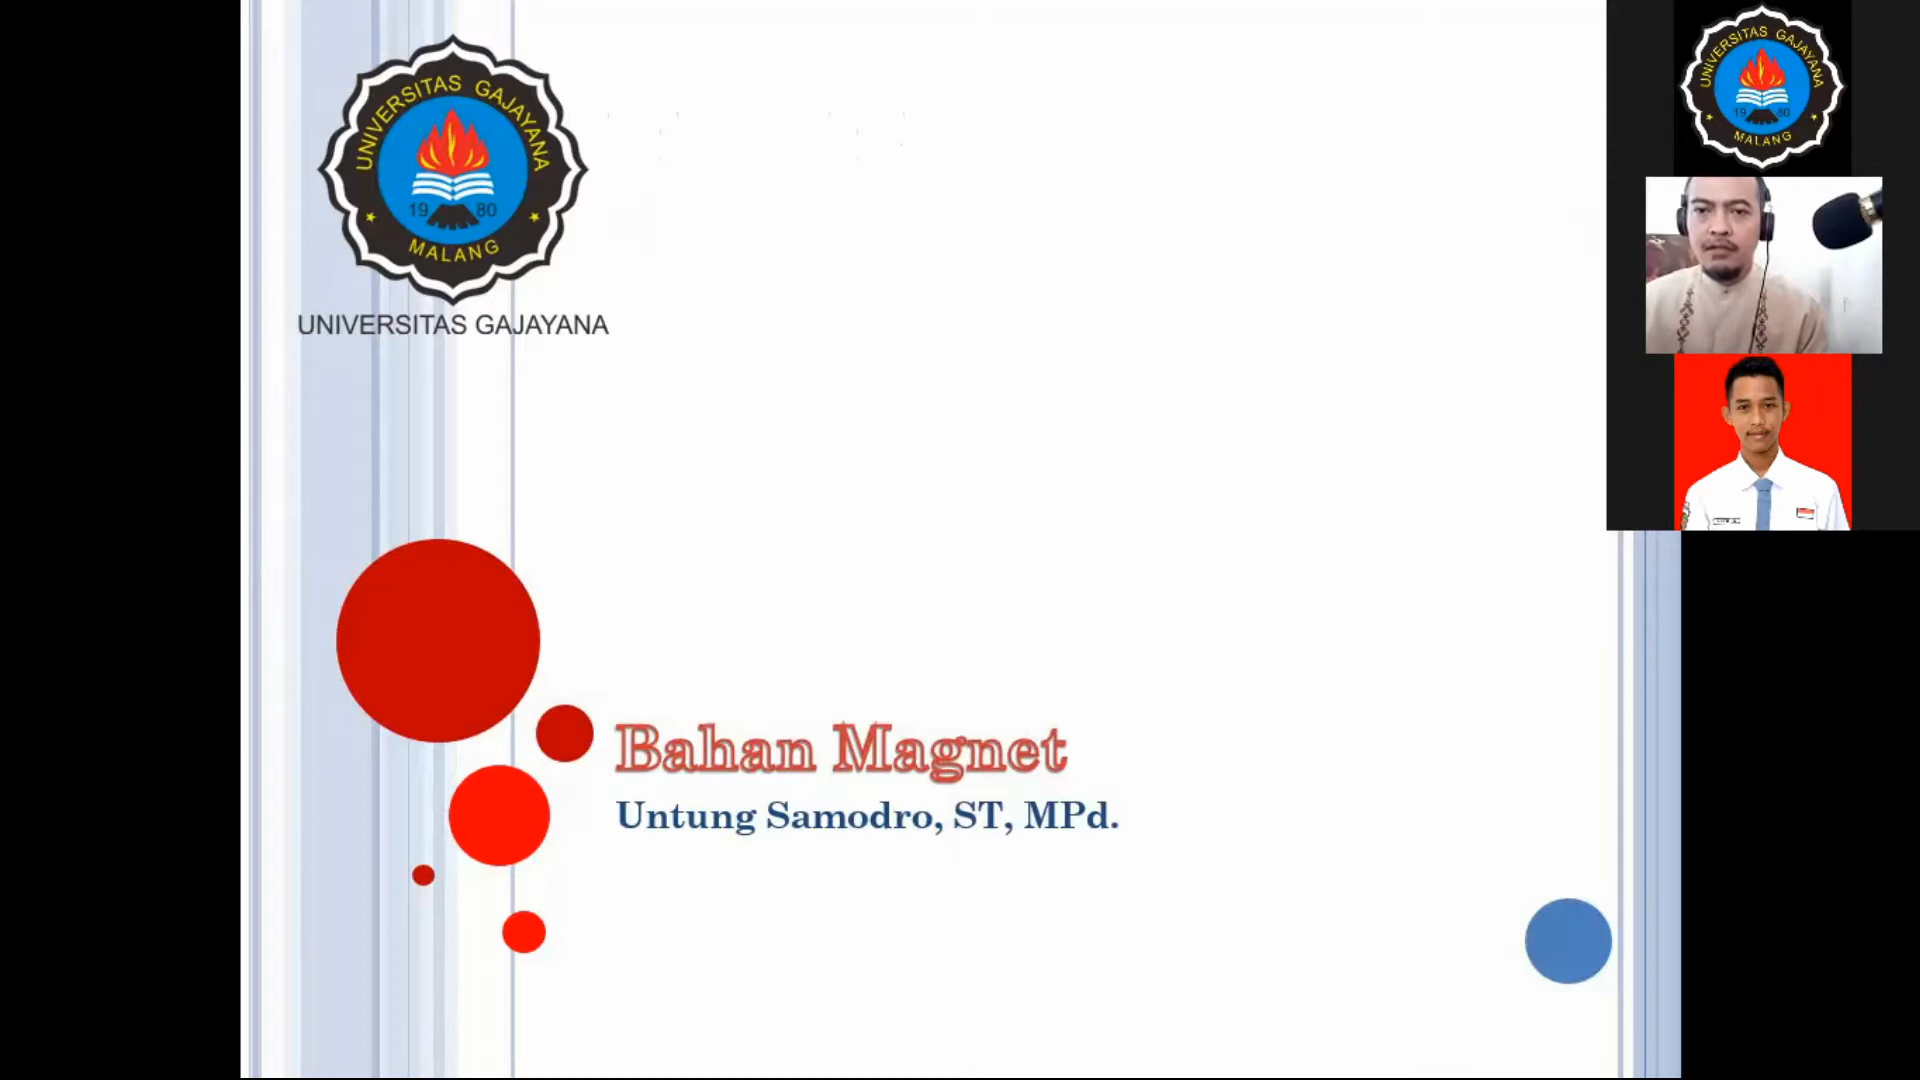 UNIVERSITAS GAJAYANA
19 80
MALANG
UNIVERSITAS GAJAYANA
Bahan Magnet
Untung Samodro, ST, MPd.
UNIVERSITAS GAJAYANA
19 80
MALANG